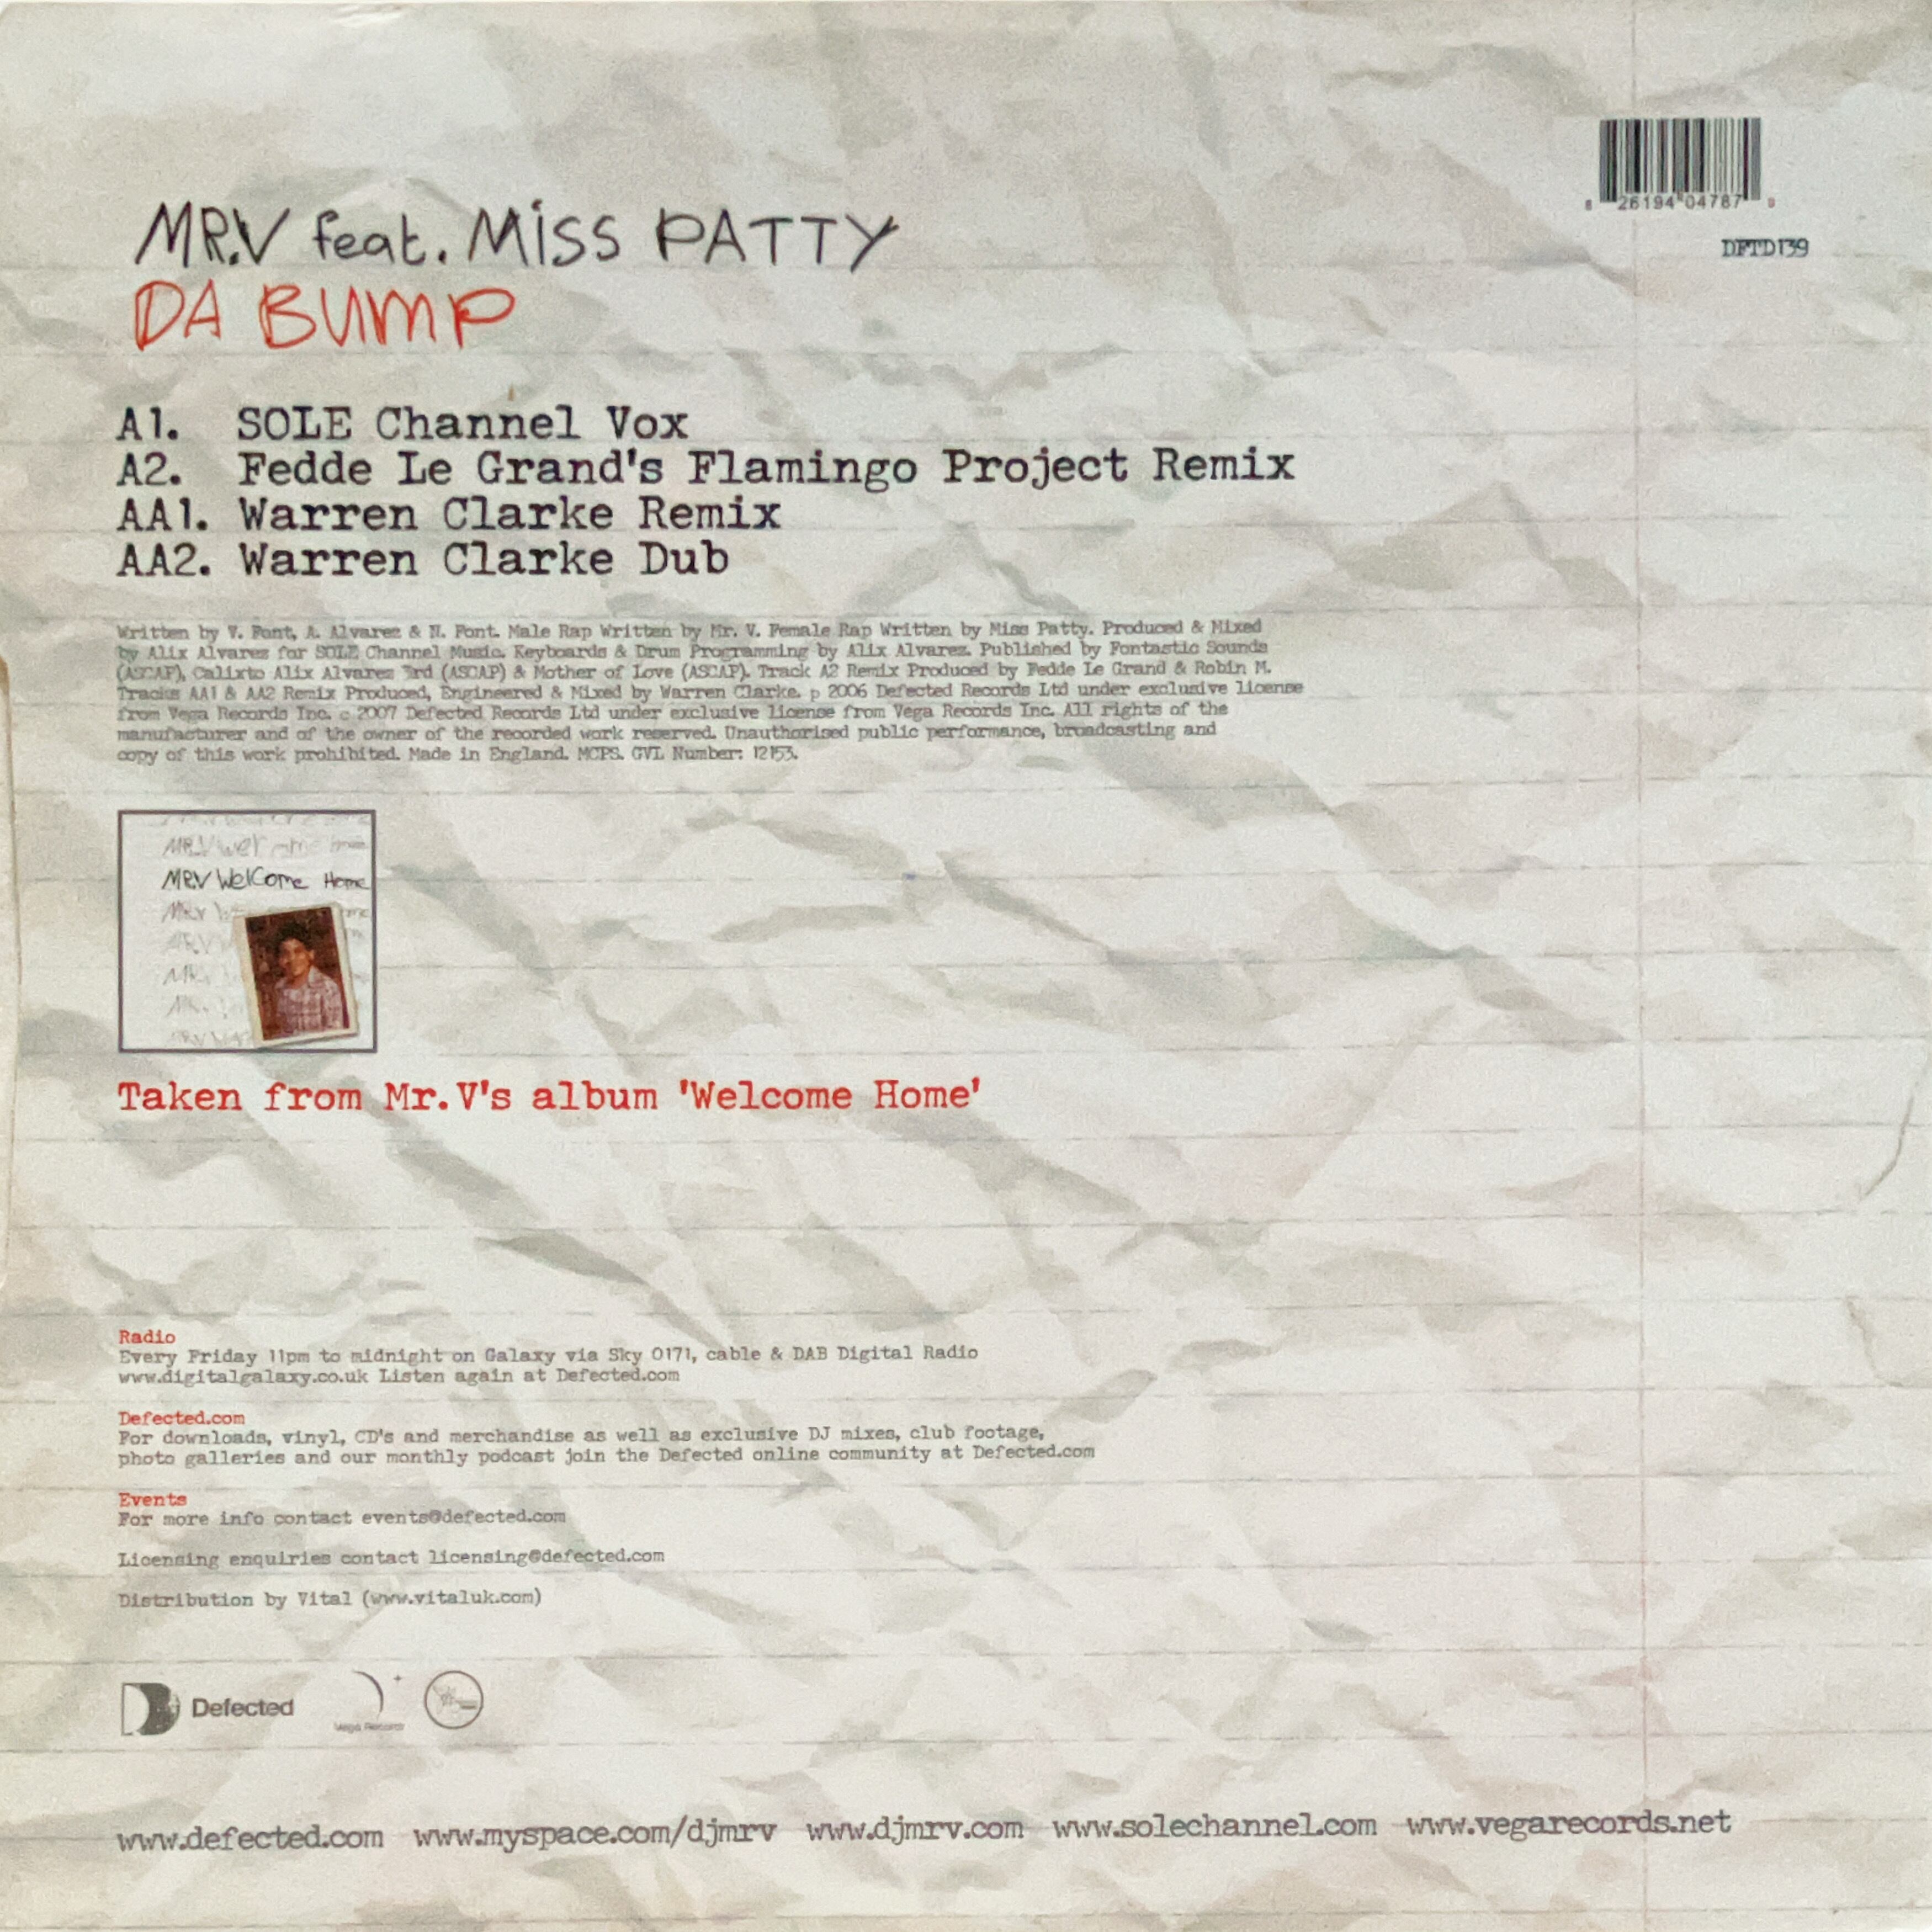 8 26194 04787 9
DFTD139
MR.V feat. MISS PATTY
DA BUMP
A1. SOLE Channel Vox
A2. Fedde Le Grand's Flamingo Project Remix
AA1. Warren Clarke Remix
AA2. Warren Clarke Dub
Written by V. Font, A. Alvarez & N. Font. Male Rap Written by Mr. V. Female Rap Written by Miss Patty. Produced & Mixed
by Alix Alvarez for SOLE Channel Music. Keyboards & Drum Programming by Alix Alvarez. Published by Fontastic Sounds
(ASCAP), Calixto Alix Alvarez 3rd (ASCAP) & Mother of Love (ASCAP). Track A2 Remix Produced by Fedde Le Grand & Robin M.
Tracks AA1 & AA2 Remix Produced, Engineered & Mixed by Warren Clarke. p 2006 Defected Records Ltd under exclusive license
from Vega Records Inc. c 2007 Defected Records Ltd under exclusive license from Vega Records Inc. All rights of the
manufacturer and of the owner of the recorded work reserved. Unauthorised public performance, broadcasting and
copy of this work prohibited. Made in England. MCPS. GVL Number: 12153.
MR.V Welcome Home
Taken from Mr.V's album 'Welcome Home'
Radio
Every Friday 11pm to midnight on Galaxy via Sky 0171, cable & DAB Digital Radio
www.digitalgalaxy.co.uk Listen again at Defected.com
Defected.com
For downloads, vinyl, CD's and merchandise as well as exclusive DJ mixes, club footage,
photo galleries and our monthly podcast join the Defected online community at Defected.com
Events
For more info contact events@defected.com
Licensing enquiries contact licensing@defected.com
Distribution by Vital (www.vitaluk.com)
Defected
Vega Records
www.defected.com www.myspace.com/djmrv www.djmrv.com www.solechannel.com www.vegarecords.net